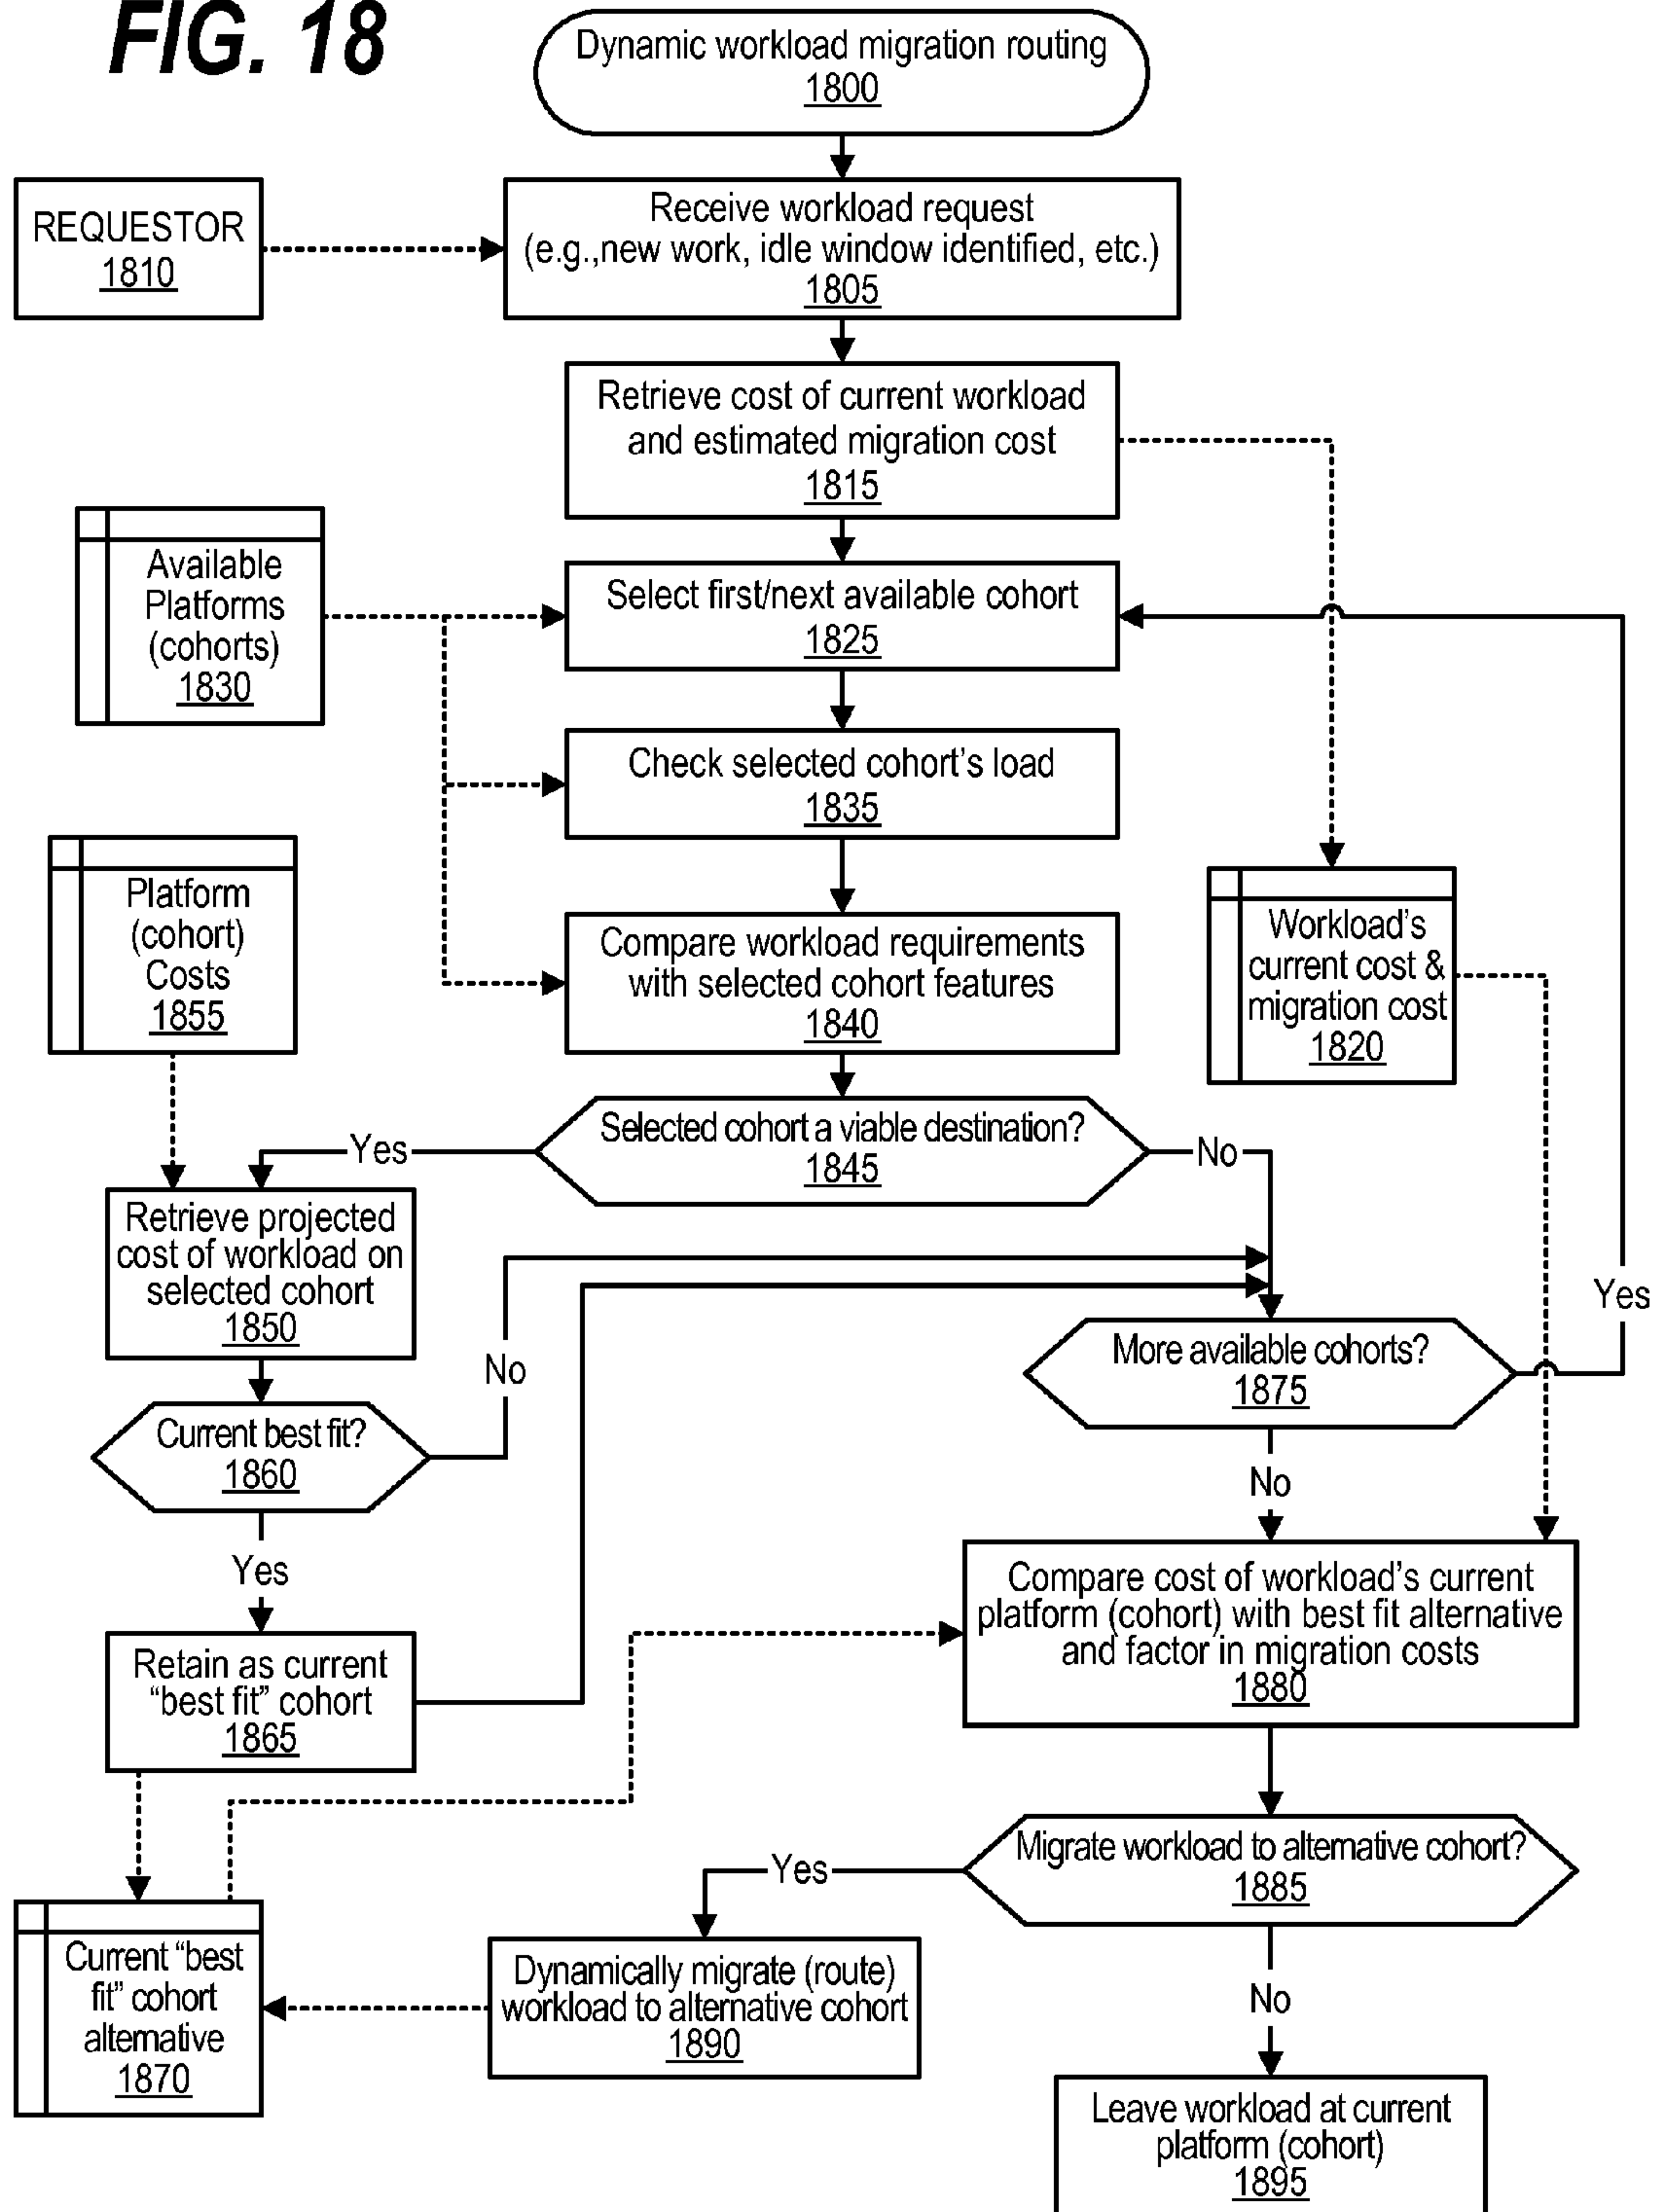 FIG. 18
Dynamic workload migration routing
1800
REQUESTOR
1810
Receive workload request
(e.g.,new work, idle window identified, etc.)
1805
Retrieve cost of current workload
and estimated migration cost
1815
Available
Platforms
(cohorts)
1830
Select first/next available cohort
1825
Check selected cohort's load
1835
Platform
(cohort)
Costs
1855
Compare workload requirements
with selected cohort features
1840
Workload's
current cost &
migration cost
1820
Selected cohort a viable destination?
1845
Yes
No
Retrieve projected
cost of workload on
selected cohort
1850
Yes
More available cohorts?
1875
No
Current best fit?
1860
No
Yes
Compare cost of workload's current
platform (cohort) with best fit alternative
and factor in migration costs
1880
Retain as current
“best fit” cohort
1865
Migrate workload to alternative cohort?
1885
Yes
Current “best
fit” cohort
alternative
1870
Dynamically migrate (route)
workload to alternative cohort
1890
No
Leave workload at current
platform (cohort)
1895